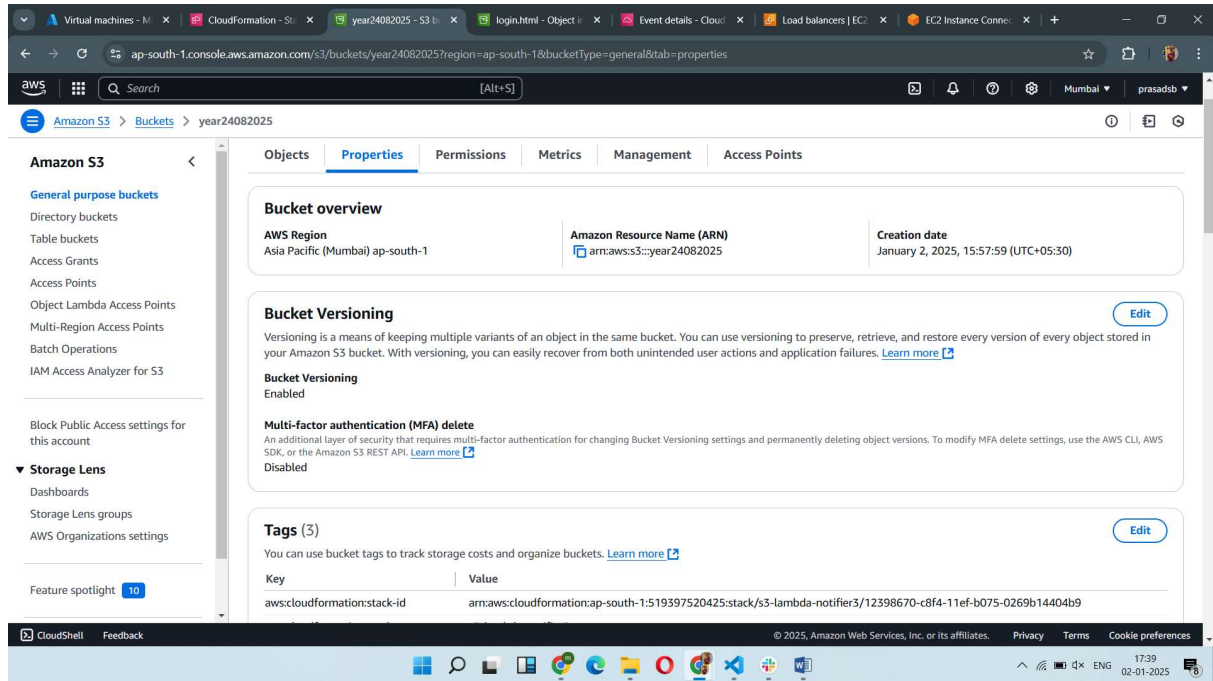 Virtual machines - Mi
CloudFormation - Sta
year24082025 - S3 b
login.html - Object in
Event details - Cloud
Load balancers | EC2
EC2 Instance Connec
ap-south-1.console.aws.amazon.com/s3/buckets/year24082025?region=ap-south-1&bucketType=general&tab=properties
aws
Search
[Alt+S]
Mumbai
prasadsb
Amazon S3 > Buckets > year24082025
Amazon S3
General purpose buckets
Directory buckets
Table buckets
Access Grants
Access Points
Object Lambda Access Points
Multi-Region Access Points
Batch Operations
IAM Access Analyzer for S3
Block Public Access settings for
this account
Storage Lens
Dashboards
Storage Lens groups
AWS Organizations settings
Feature spotlight 10
Objects Properties Permissions Metrics Management Access Points
Bucket overview
AWS Region
Asia Pacific (Mumbai) ap-south-1
Amazon Resource Name (ARN)
arn:aws:s3:::year24082025
Creation date
January 2, 2025, 15:57:59 (UTC+05:30)
Bucket Versioning
Edit
Versioning is a means of keeping multiple variants of an object in the same bucket. You can use versioning to preserve, retrieve, and restore every version of every object stored in
your Amazon S3 bucket. With versioning, you can easily recover from both unintended user actions and application failures. Learn more
Bucket Versioning
Enabled
Multi-factor authentication (MFA) delete
An additional layer of security that requires multi-factor authentication for changing Bucket Versioning settings and permanently deleting object versions. To modify MFA delete settings, use the AWS CLI, AWS
SDK, or the Amazon S3 REST API. Learn more
Disabled
Tags (3)
Edit
You can use bucket tags to track storage costs and organize buckets. Learn more
Key Value
aws:cloudformation:stack-id arn:aws:cloudformation:ap-south-1:519397520425:stack/s3-lambda-notifier3/12398670-c8f4-11ef-b075-0269b14404b9
CloudShell Feedback
© 2025, Amazon Web Services, Inc. or its affiliates. Privacy Terms Cookie preferences
ENG
17:39
02-01-2025
8